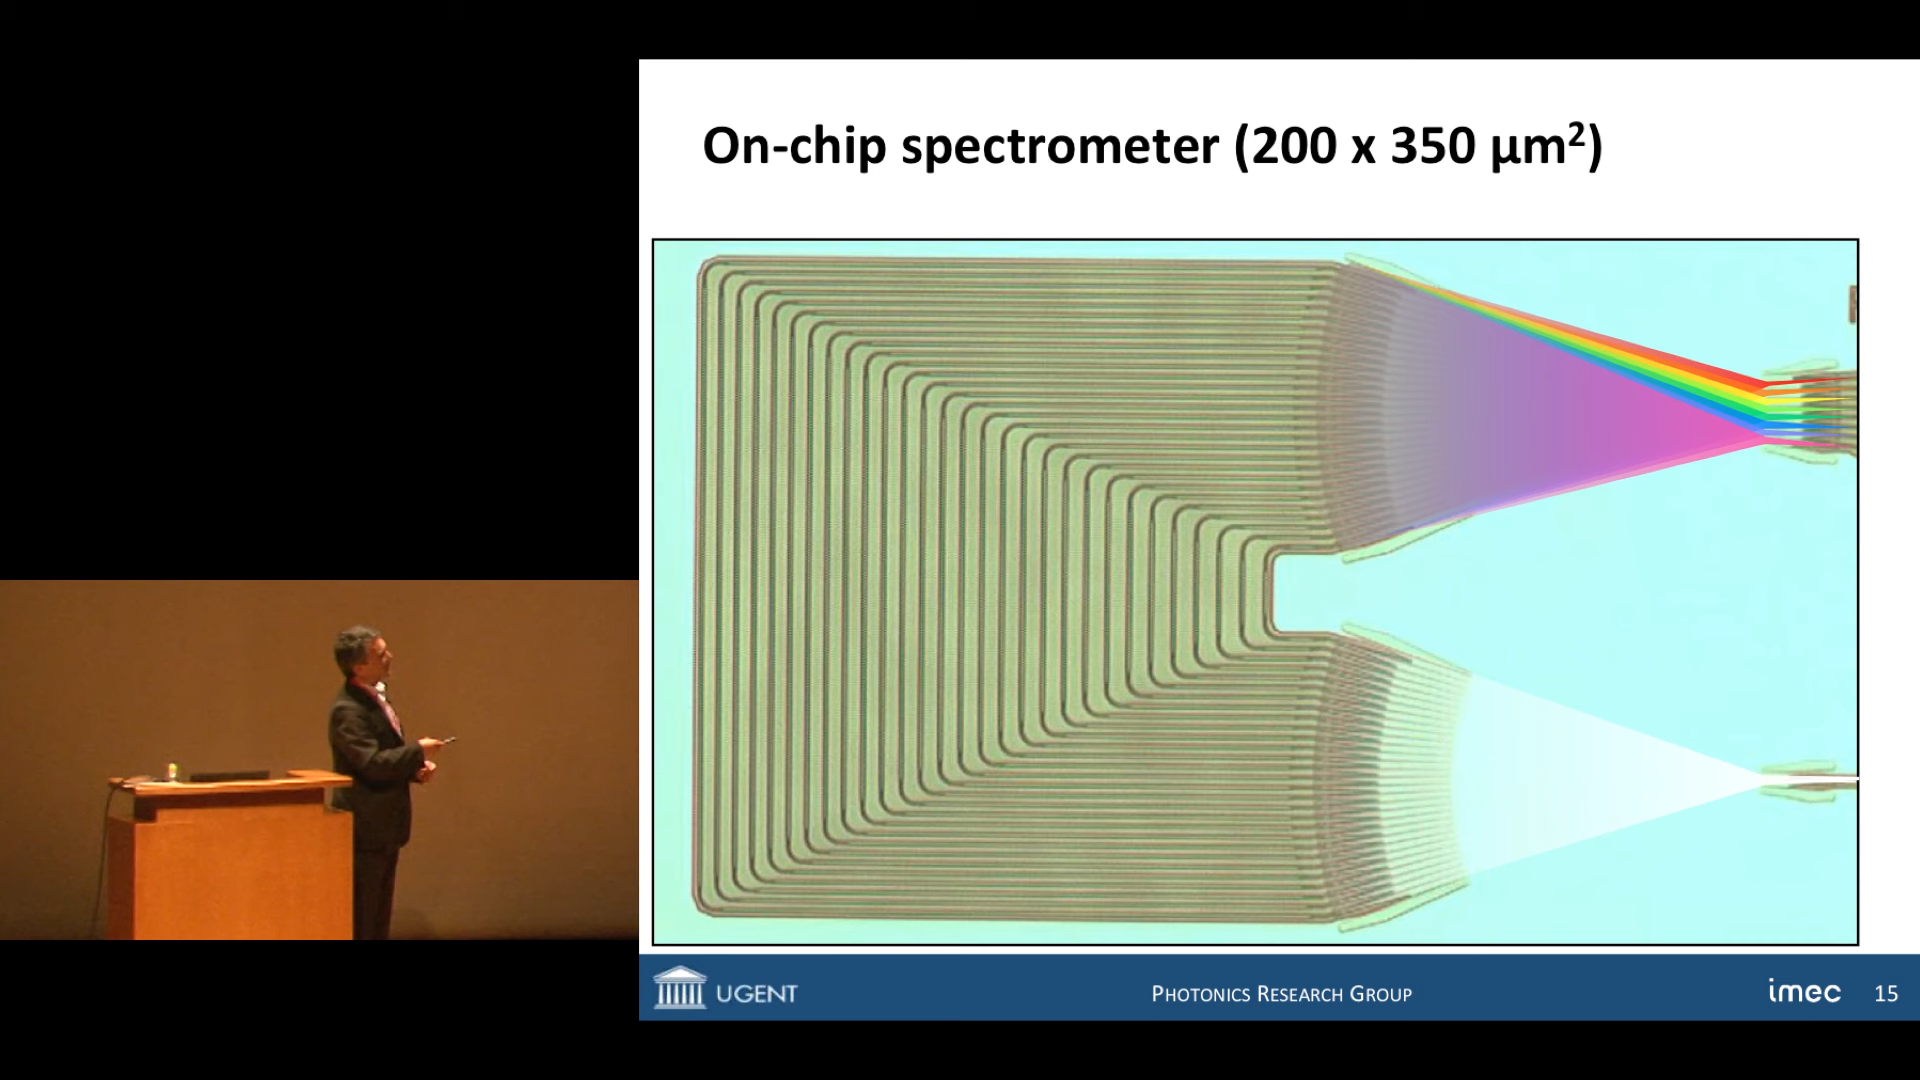 On-chip spectrometer (200 x 350 µm²)
UGENT
PHOTONICS RESEARCH GROUP
imec
15